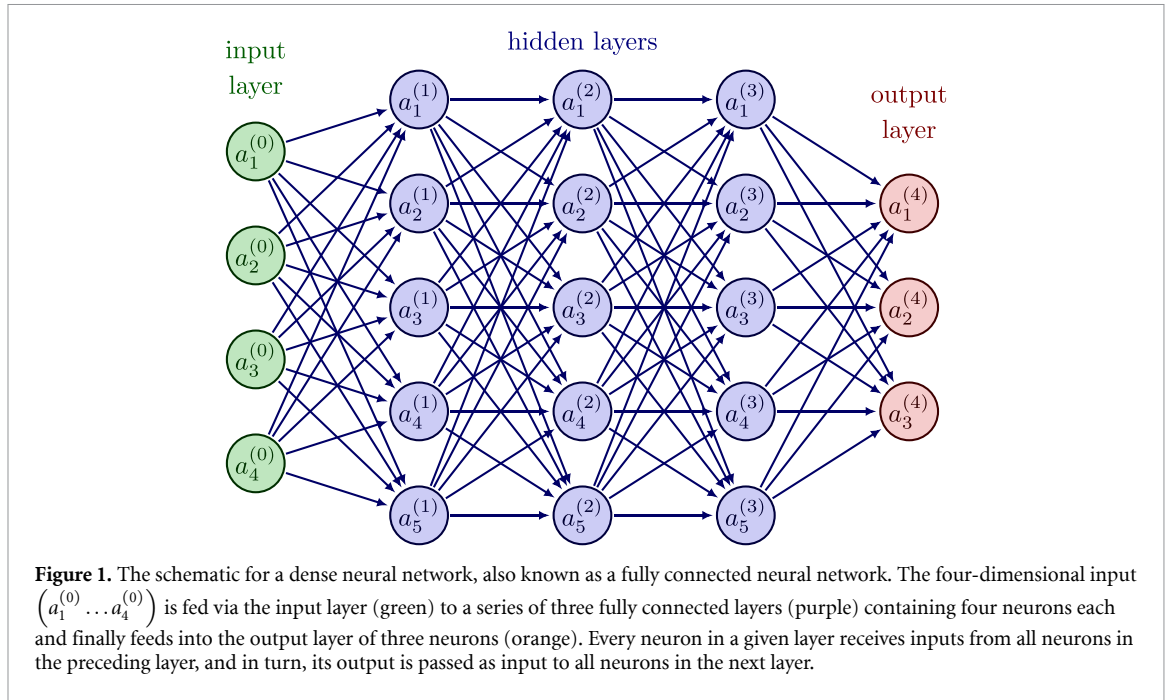 input
layer
hidden layers
output
layer
a_1^{(0)}
a_2^{(0)}
a_3^{(0)}
a_4^{(0)}
a_1^{(1)}
a_2^{(1)}
a_3^{(1)}
a_4^{(1)}
a_5^{(1)}
a_1^{(2)}
a_2^{(2)}
a_3^{(2)}
a_4^{(2)}
a_5^{(2)}
a_1^{(3)}
a_2^{(3)}
a_3^{(3)}
a_4^{(3)}
a_5^{(3)}
a_1^{(4)}
a_2^{(4)}
a_3^{(4)}
Figure 1. The schematic for a dense neural network, also known as a fully connected neural network. The four-dimensional input
(a_1^{(0)} … a_4^{(0)}) is fed via the input layer (green) to a series of three fully connected layers (purple) containing four neurons each
and finally feeds into the output layer of three neurons (orange). Every neuron in a given layer receives inputs from all neurons in
the preceding layer, and in turn, its output is passed as input to all neurons in the next layer.